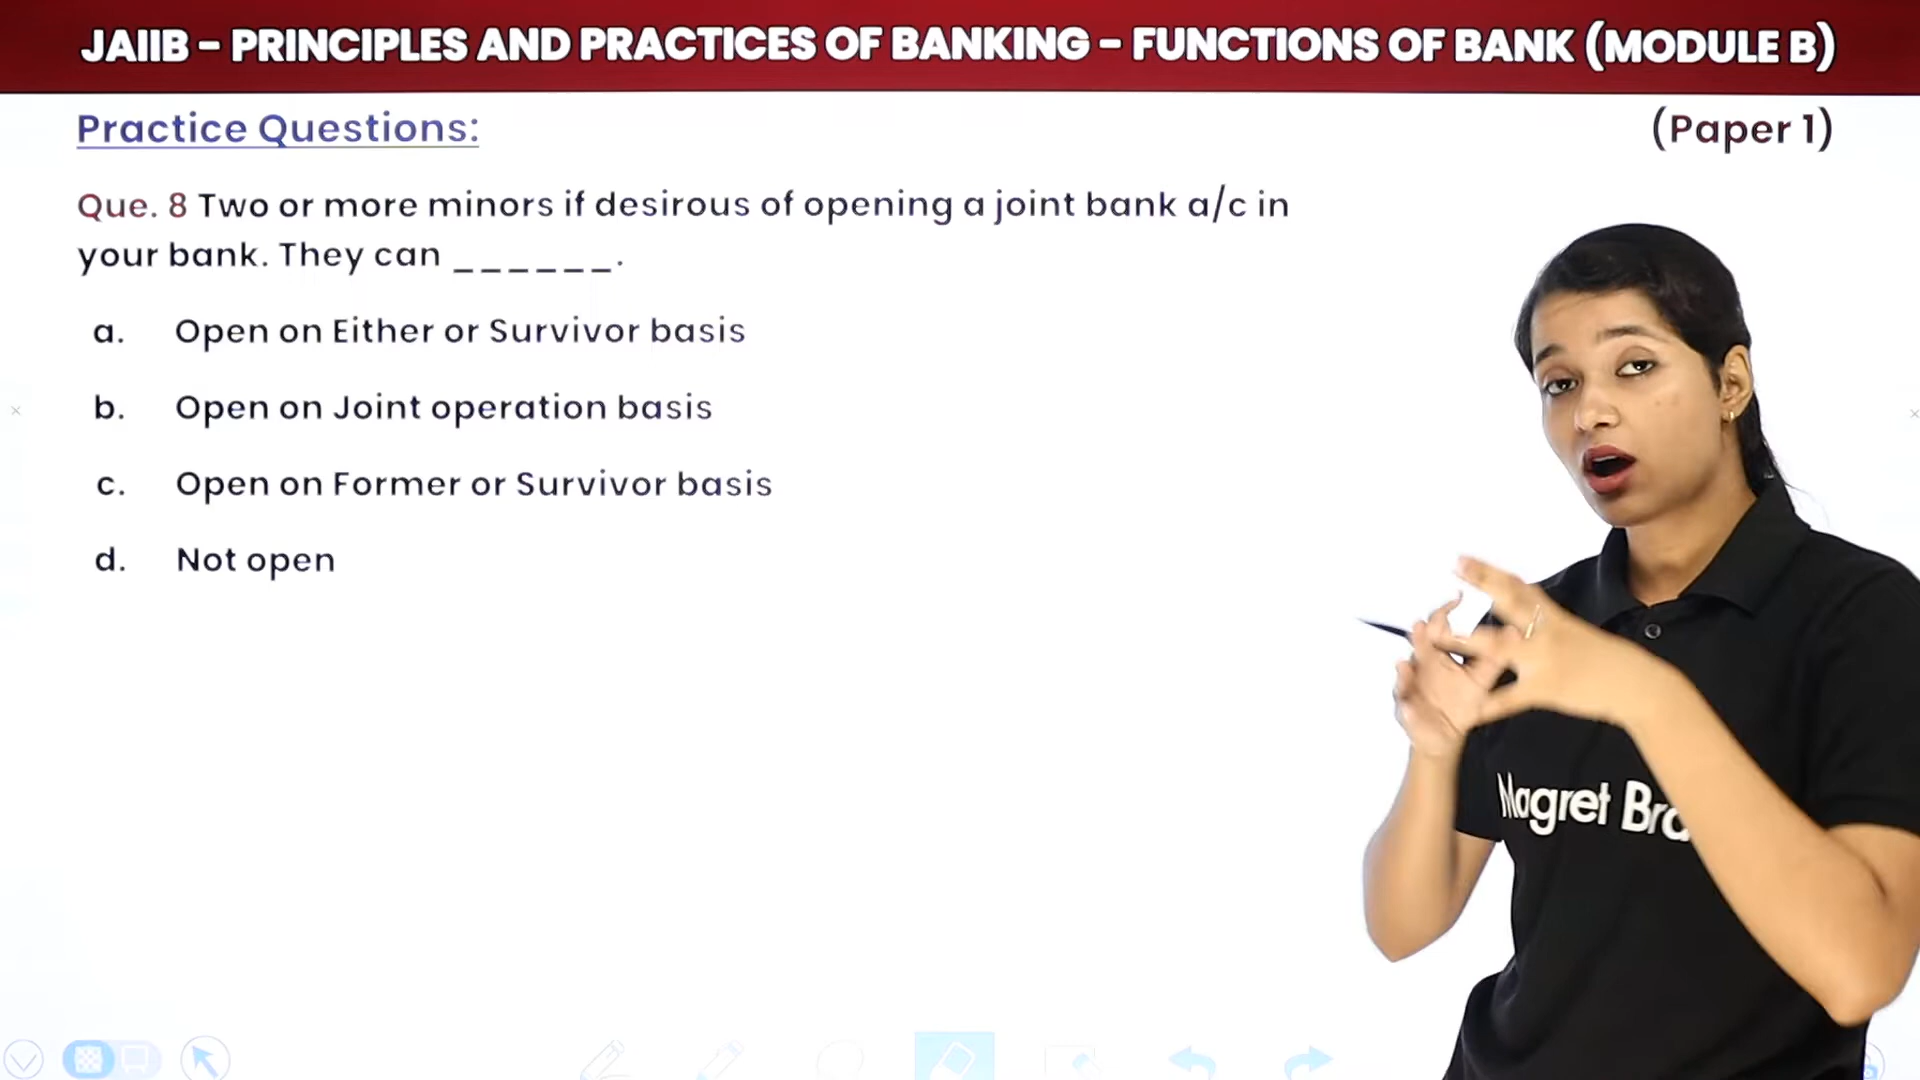 JAIIB – PRINCIPLES AND PRACTICES OF BANKING – FUNCTIONS OF BANK (MODULE B)
Practice Questions:
(Paper 1)
Que. 8 Two or more minors if desirous of opening a joint bank a/c in
your bank. They can ______.
a. Open on Either or Survivor basis
b. Open on Joint operation basis
c. Open on Former or Survivor basis
d. Not open
Magret Bra